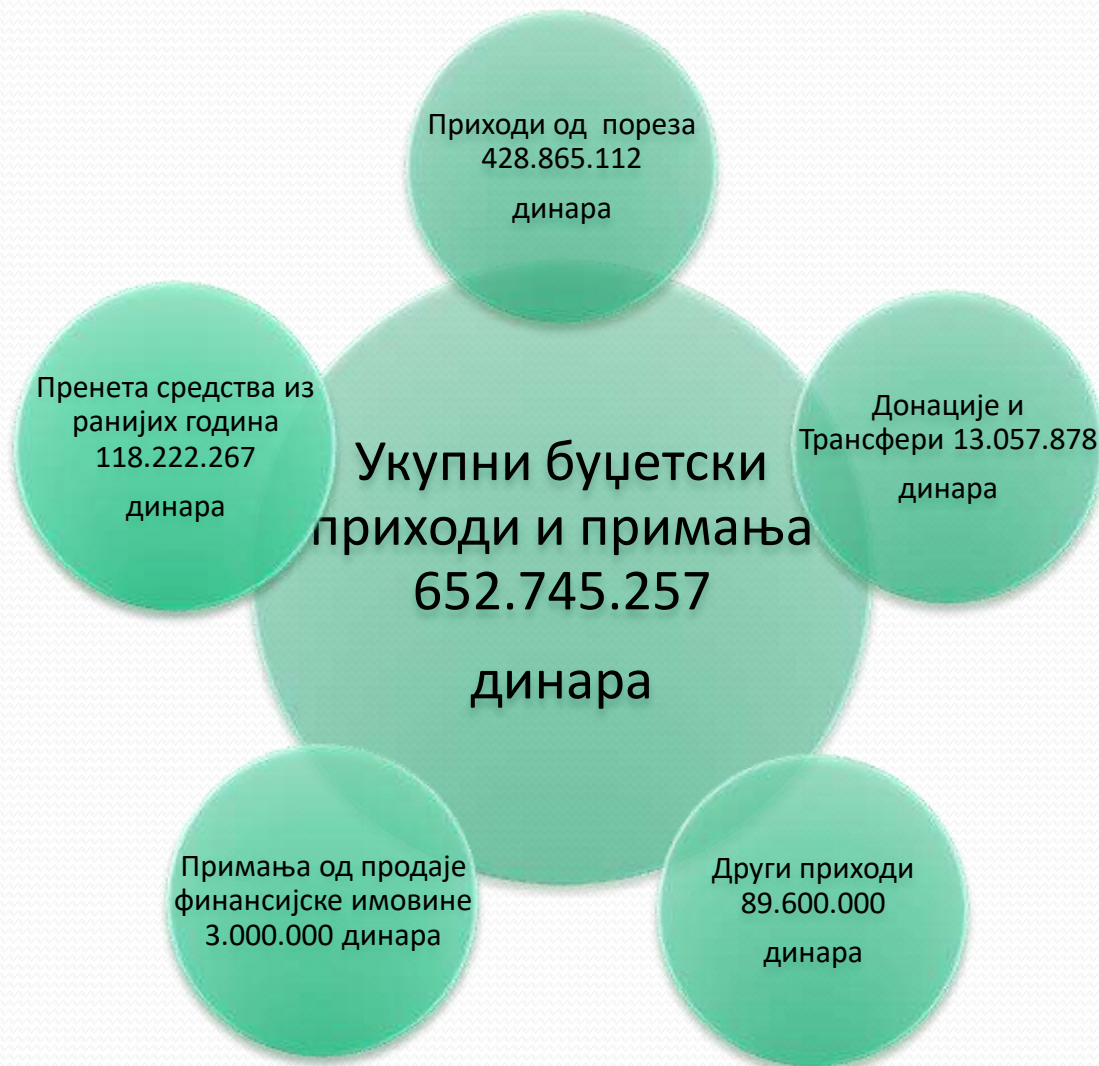 Приходи од пореза
428.865.112
динара
Пренета средства из
ранијих година
118.222.267
динара
Донације и
Трансфери 13.057.878
динара
Укупни буџетски
приходи и примања
652.745.257
динара
Примања од продаје
финансијске имовине
3.000.000 динара
Други приходи
89.600.000
динара